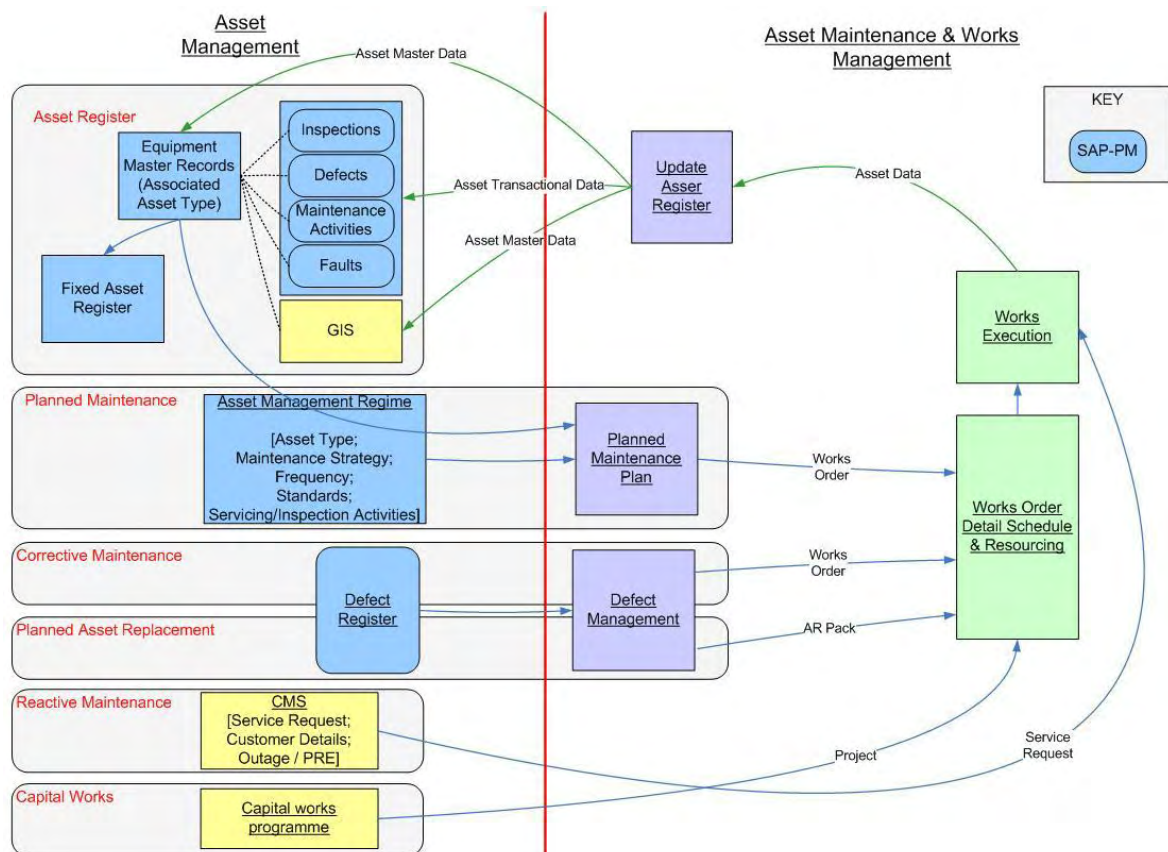 Asset
Management
Asset Maintenance & Works
Management
Asset Master Data
KEY
SAP-PM
Asset Register
Equipment
Master Records
(Associated
Asset Type)
Inspections
Defects
Maintenance
Activities
Faults
GIS
Fixed Asset
Register
Asset Transactional Data
Asset Master Data
Update
Asser
Register
Asset Data
Works
Execution
Planned Maintenance
Asset Management Regime
[Asset Type;
Maintenance Strategy;
Frequency;
Standards;
Servicing/Inspection Activities]
Planned
Maintenance
Plan
Works
Order
Works Order
Detail Schedule
& Resourcing
Corrective Maintenance
Defect
Register
Defect
Management
Works
Order
Planned Asset Replacement
AR Pack
Reactive Maintenance
CMS
[Service Request;
Customer Details;
Outage / PRE]
Service
Request
Project
Capital Works
Capital works
programme